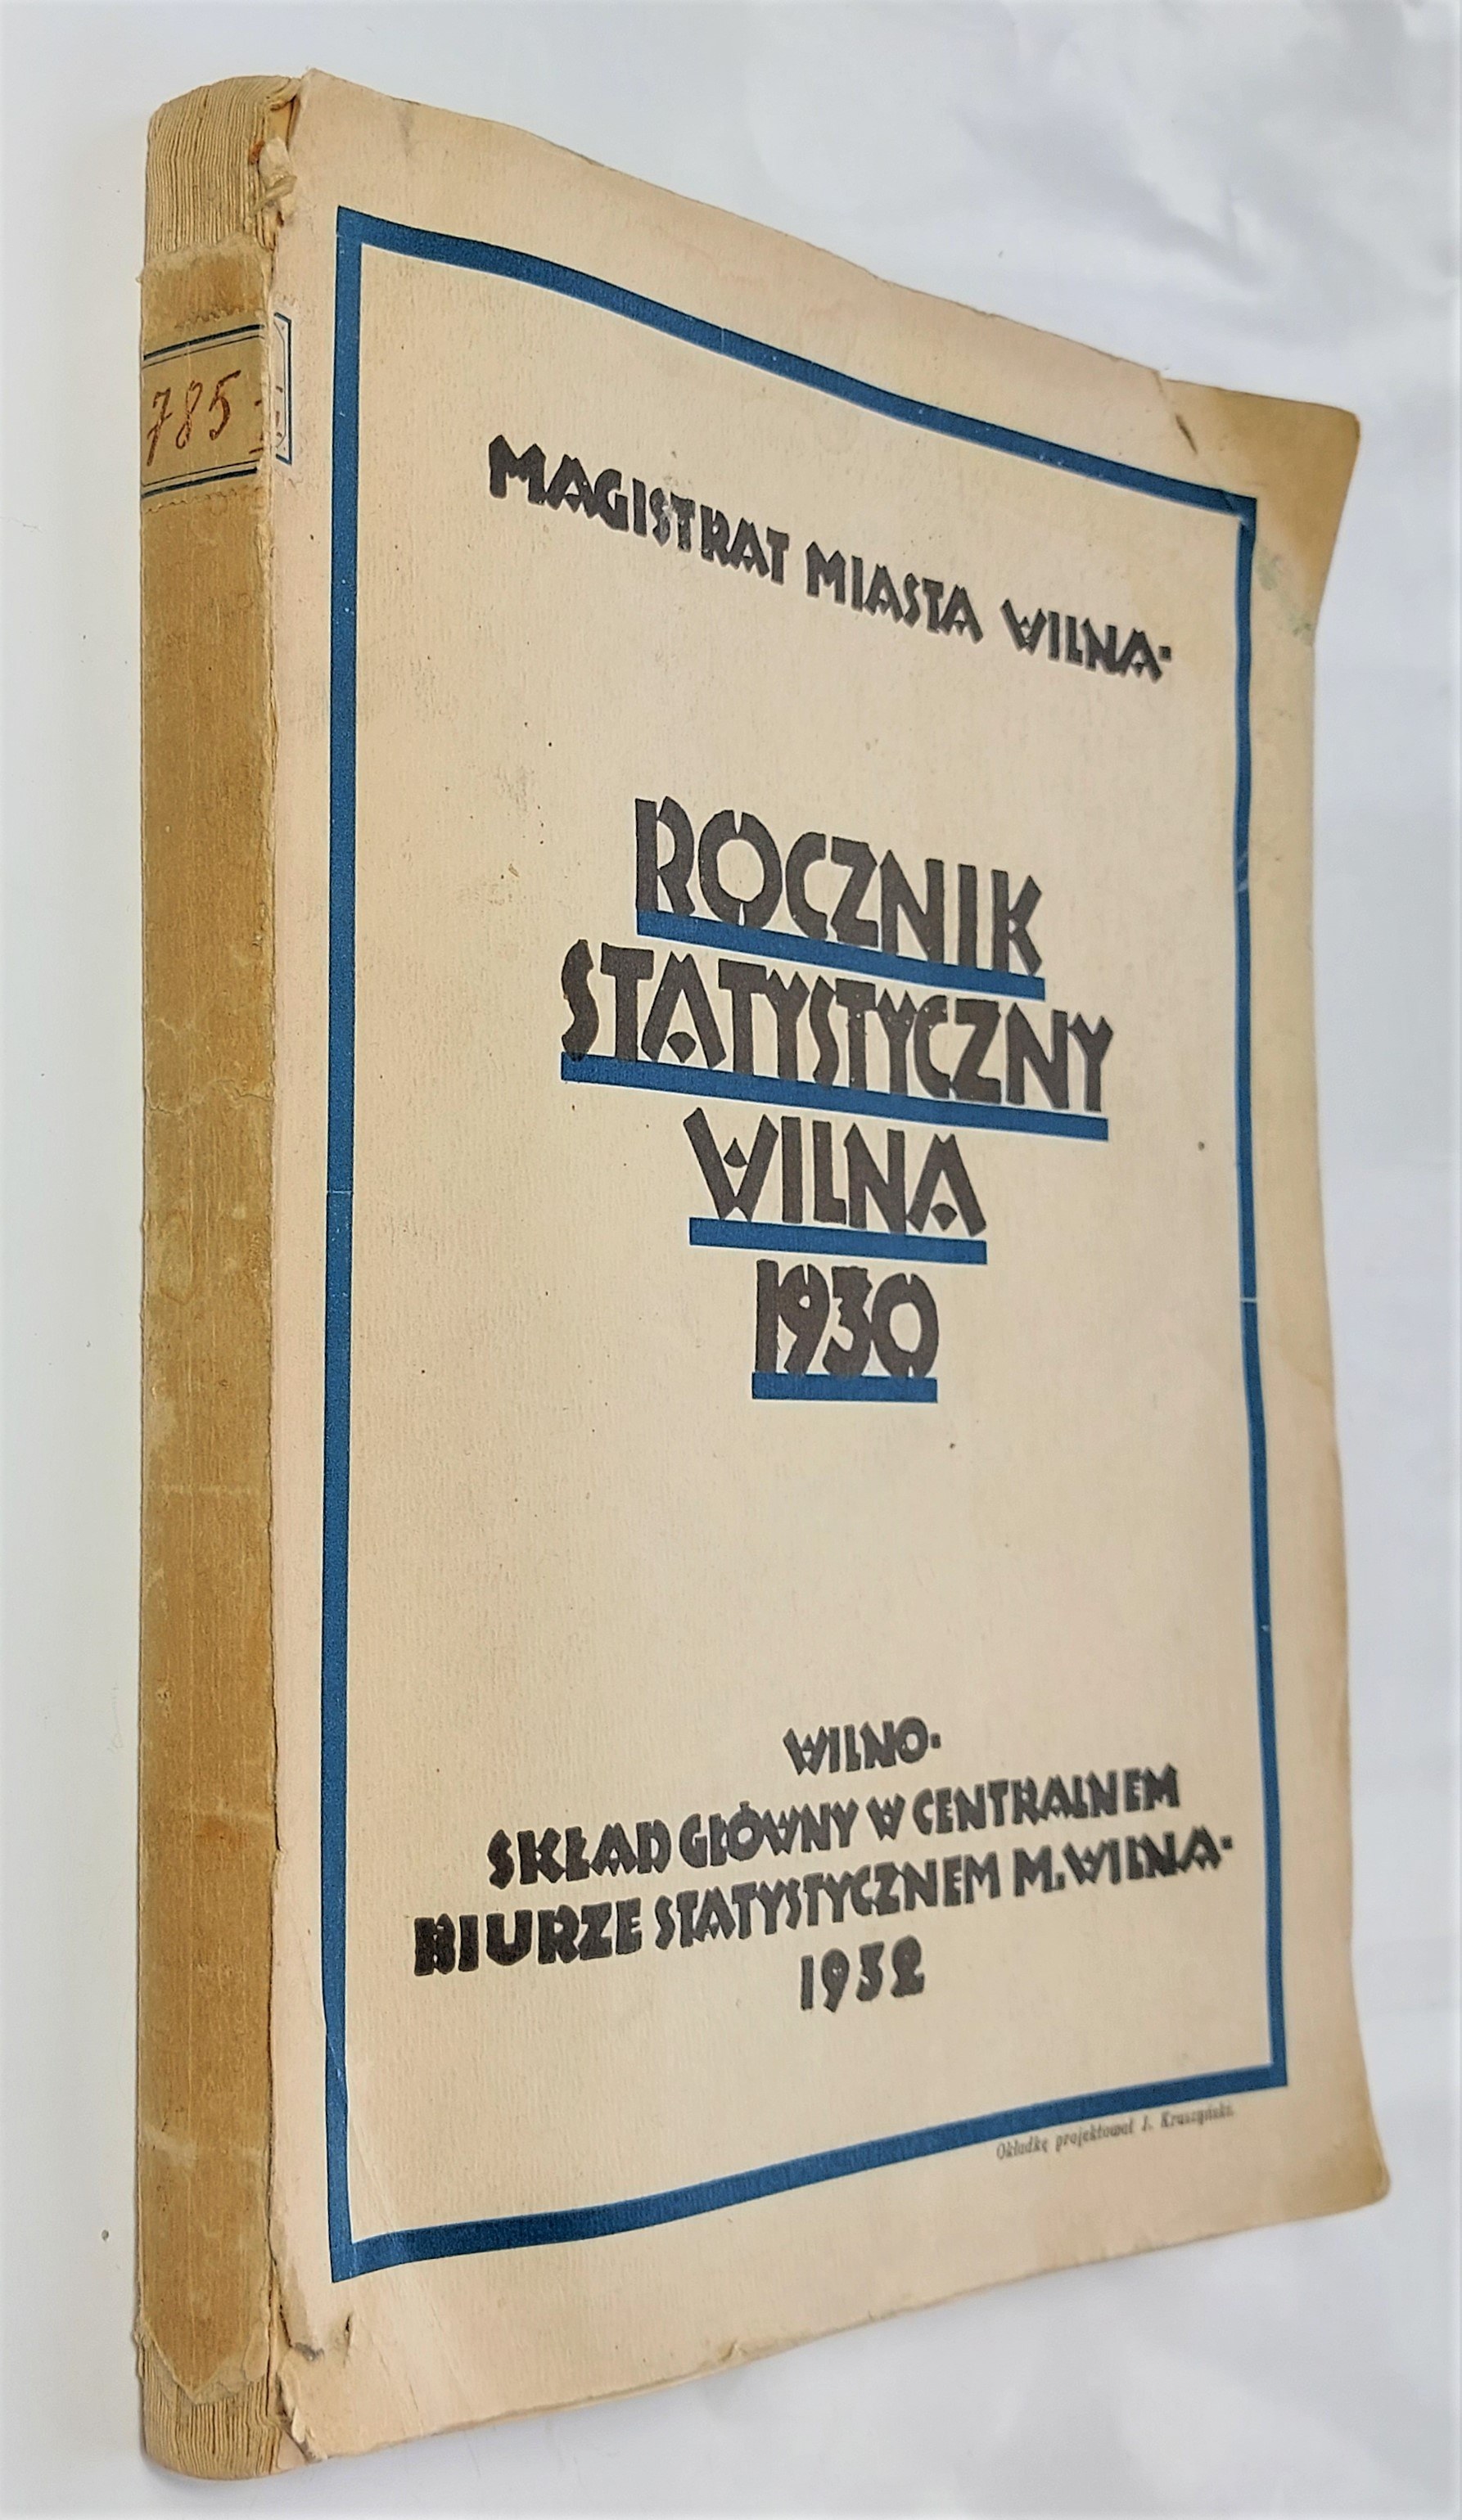 785
MAGISTRAT MIASTA WILNA·
ROCZNIK
STATYSTYCZNY
WILNA
1930
WILNO·
SKŁAD GŁÓWNY W CENTRALNEM
BIURZE STATYSTYCZNEM M. WILNA·
1932
Okładkę projektował J. Kruszyński.